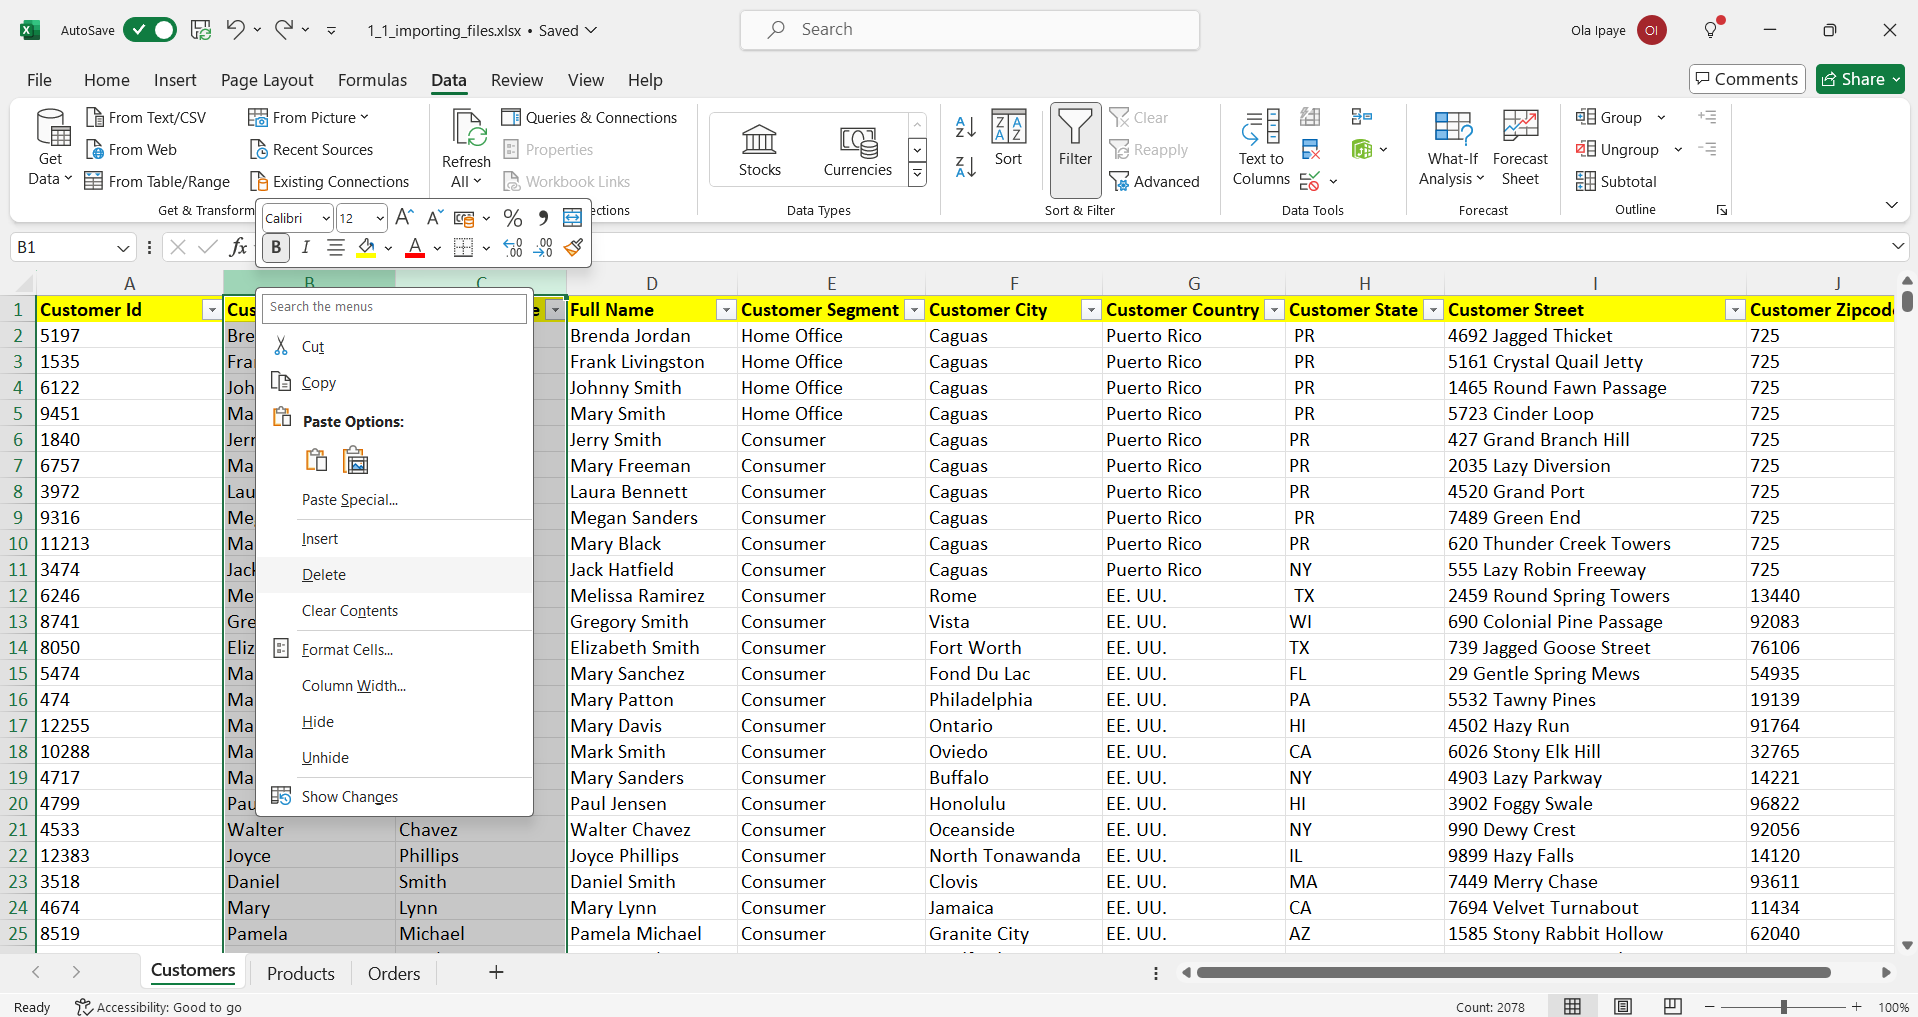 AutoSave
1_1_importing_files.xlsx • Saved
Search
Ola Ipaye
OI
File Home Insert Page Layout Formulas Data Review View Help
Comments
Share
Get Data
From Text/CSV
From Web
From Table/Range
From Picture
Recent Sources
Existing Connections
Get & Transform
Refresh All
Queries & Connections
Properties
Workbook Links
ections
Stocks
Currencies
Data Types
Sort
Filter
Clear
Reapply
Advanced
Sort & Filter
Text to Columns
Data Tools
What-If Analysis
Forecast Sheet
Forecast
Group
Ungroup
Subtotal
Outline
Calibri 12
B I
B1
fx
A B C D E F G H I J
1 Customer Id Cus e Full Name Customer Segment Customer City Customer Country Customer State Customer Street Customer Zipcode
2 5197 Bre Brenda Jordan Home Office Caguas Puerto Rico PR 4692 Jagged Thicket 725
3 1535 Fra Frank Livingston Home Office Caguas Puerto Rico PR 5161 Crystal Quail Jetty 725
4 6122 Joh Johnny Smith Home Office Caguas Puerto Rico PR 1465 Round Fawn Passage 725
5 9451 Ma Mary Smith Home Office Caguas Puerto Rico PR 5723 Cinder Loop 725
6 1840 Jerr Jerry Smith Consumer Caguas Puerto Rico PR 427 Grand Branch Hill 725
7 6757 Ma Mary Freeman Consumer Caguas Puerto Rico PR 2035 Lazy Diversion 725
8 3972 Lau Laura Bennett Consumer Caguas Puerto Rico PR 4520 Grand Port 725
9 9316 Meg Megan Sanders Consumer Caguas Puerto Rico PR 7489 Green End 725
10 11213 Ma Mary Black Consumer Caguas Puerto Rico PR 620 Thunder Creek Towers 725
11 3474 Jack Jack Hatfield Consumer Caguas Puerto Rico NY 555 Lazy Robin Freeway 725
12 6246 Me Melissa Ramirez Consumer Rome EE. UU. TX 2459 Round Spring Towers 13440
13 8741 Gre Gregory Smith Consumer Vista EE. UU. WI 690 Colonial Pine Passage 92083
14 8050 Eliz Elizabeth Smith Consumer Fort Worth EE. UU. TX 739 Jagged Goose Street 76106
15 5474 Ma Mary Sanchez Consumer Fond Du Lac EE. UU. FL 29 Gentle Spring Mews 54935
16 474 Ma Mary Patton Consumer Philadelphia EE. UU. PA 5532 Tawny Pines 19139
17 12255 Ma Mary Davis Consumer Ontario EE. UU. HI 4502 Hazy Run 91764
18 10288 Ma Mark Smith Consumer Oviedo EE. UU. CA 6026 Stony Elk Hill 32765
19 4717 Ma Mary Sanders Consumer Buffalo EE. UU. NY 4903 Lazy Parkway 14221
20 4799 Pau Paul Jensen Consumer Honolulu EE. UU. HI 3902 Foggy Swale 96822
21 4533 Walter Chavez Walter Chavez Consumer Oceanside EE. UU. NY 990 Dewy Crest 92056
22 12383 Joyce Phillips Joyce Phillips Consumer North Tonawanda EE. UU. IL 9899 Hazy Falls 14120
23 3518 Daniel Smith Daniel Smith Consumer Clovis EE. UU. MA 7449 Merry Chase 93611
24 4674 Mary Lynn Mary Lynn Consumer Jamaica EE. UU. CA 7694 Velvet Turnabout 11434
25 8519 Pamela Michael Pamela Michael Consumer Granite City EE. UU. AZ 1585 Stony Rabbit Hollow 62040
Search the menus
Cut
Copy
Paste Options:
Paste Special...
Insert
Delete
Clear Contents
Format Cells...
Column Width...
Hide
Unhide
Show Changes
Customers Products Orders
Ready
Accessibility: Good to go
Count: 2078
100%